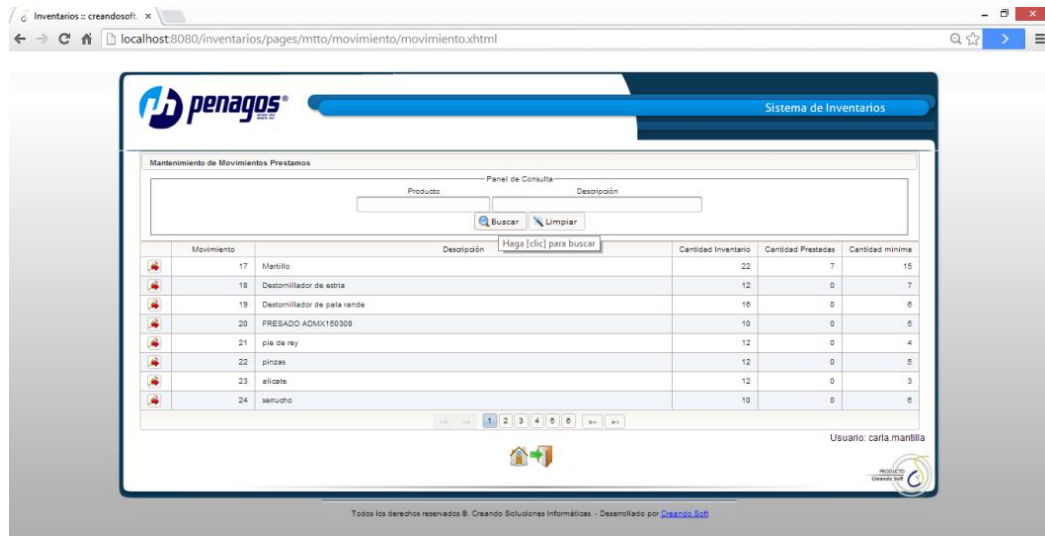 Inventarios :: creandosoft.
localhost:8080/inventarios/pages/mtto/movimiento/movimiento.xhtml
penagos®
Sistema de Inventarios
Mantenimiento de Movimientos Prestamos
Panel de Consulta
Producto Descripción
Buscar Limpiar
Haga [clic] para buscar
Movimiento Descripción Cantidad Inventario Cantidad Prestadas Cantidad minima
17 Martillo 22 7 15
18 Destornillador de estria 12 0 7
19 Destornillador de pala rande 16 0 6
20 FRESADO ADMX150308 10 0 5
21 pie de rey 12 0 4
22 pinzas 12 0 5
23 alicate 12 0 3
24 serrucho 10 0 6
1 2 3 4 5 6
Usuario: carla.mantilla
PRODUCTO
Creando Soft
Todos los derechos reservados ®. Creando Soluciones Informáticas. - Desarrollado por Creando Soft